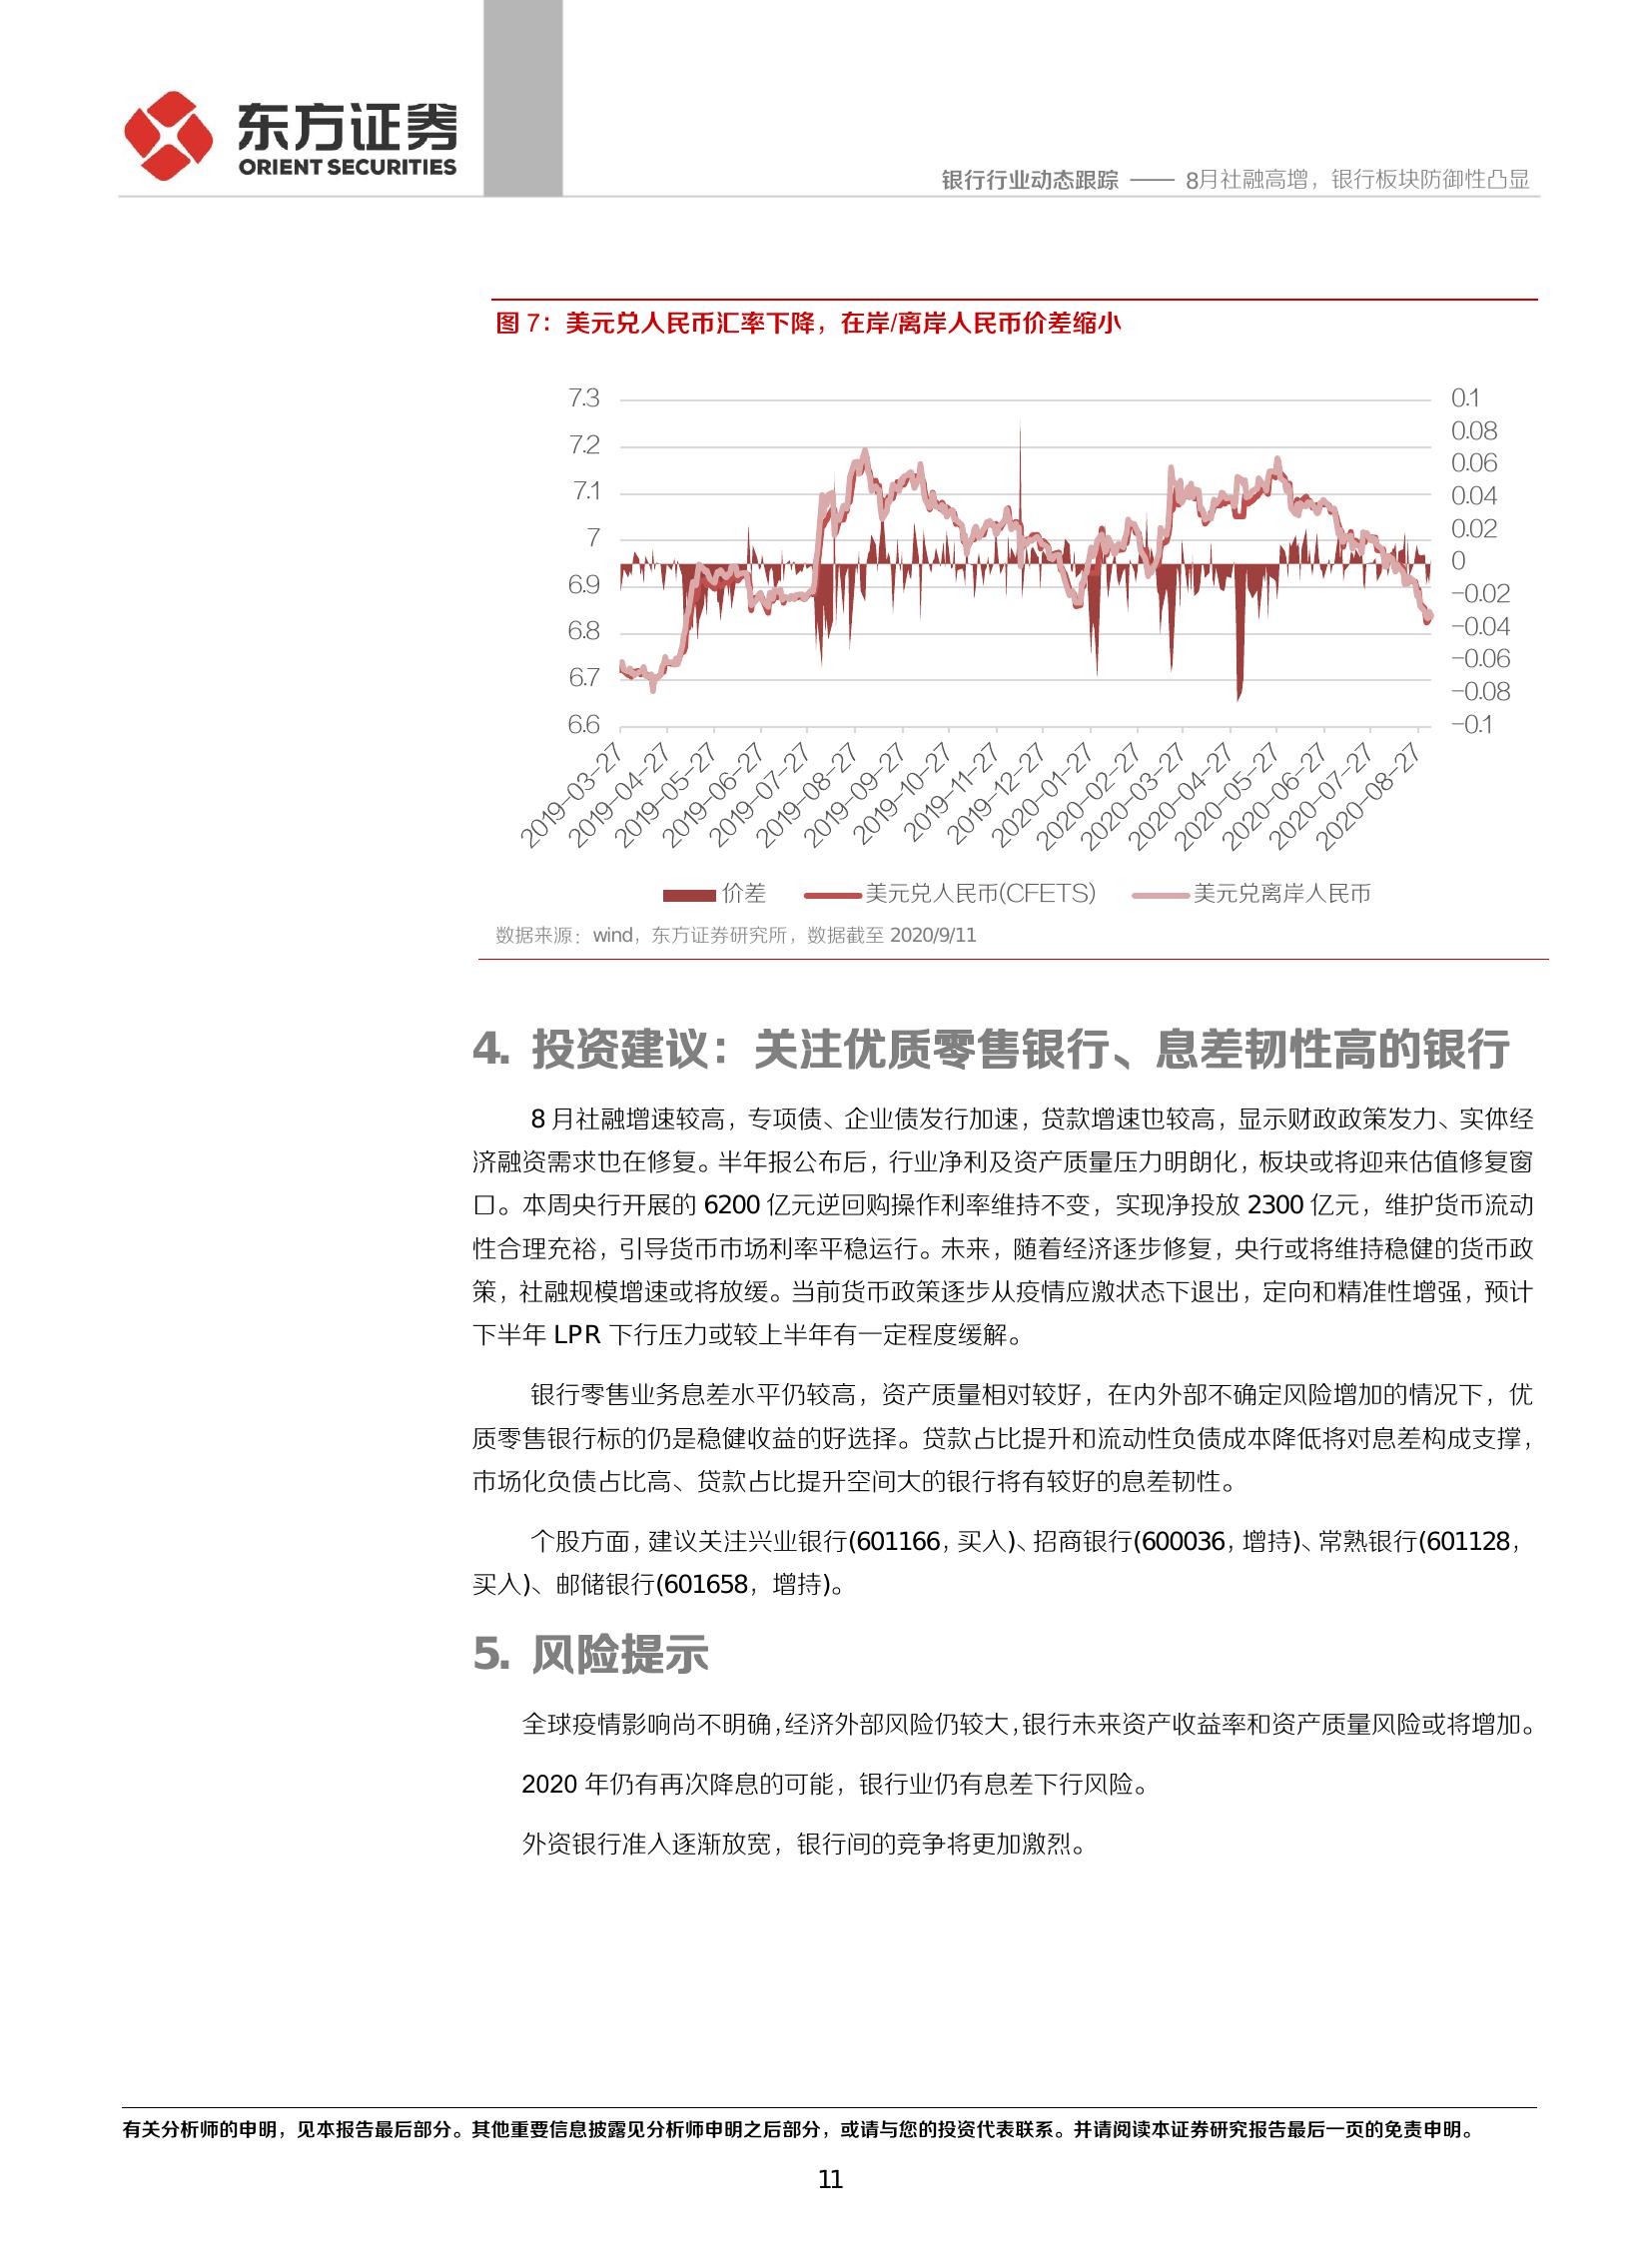 东方证券
ORIENT SECURITIES
银行行业动态跟踪 —— 8月社融高增，银行板块防御性凸显
图 7：美元兑人民币汇率下降，在岸/离岸人民币价差缩小
7.3
7.2
7.1
7
6.9
6.8
6.7
6.6
0.1
0.08
0.06
0.04
0.02
0
-0.02
-0.04
-0.06
-0.08
-0.1
2019-03-27
2019-04-27
2019-05-27
2019-06-27
2019-07-27
2019-08-27
2019-09-27
2019-10-27
2019-11-27
2019-12-27
2020-01-27
2020-02-27
2020-03-27
2020-04-27
2020-05-27
2020-06-27
2020-07-27
2020-08-27
价差 美元兑人民币(CFETS) 美元兑离岸人民币
数据来源：wind，东方证券研究所，数据截至 2020/9/11
4. 投资建议：关注优质零售银行、息差韧性高的银行
8 月社融增速较高，专项债、企业债发行加速，贷款增速也较高，显示财政政策发力、实体经
济融资需求也在修复。半年报公布后，行业净利及资产质量压力明朗化，板块或将迎来估值修复窗
口。本周央行开展的 6200 亿元逆回购操作利率维持不变，实现净投放 2300 亿元，维护货币流动
性合理充裕，引导货币市场利率平稳运行。未来，随着经济逐步修复，央行或将维持稳健的货币政
策，社融规模增速或将放缓。当前货币政策逐步从疫情应激状态下退出，定向和精准性增强，预计
下半年 LPR 下行压力或较上半年有一定程度缓解。
银行零售业务息差水平仍较高，资产质量相对较好，在内外部不确定风险增加的情况下，优
质零售银行标的仍是稳健收益的好选择。贷款占比提升和流动性负债成本降低将对息差构成支撑，
市场化负债占比高、贷款占比提升空间大的银行将有较好的息差韧性。
个股方面，建议关注兴业银行(601166，买入)、招商银行(600036，增持)、常熟银行(601128，
买入)、邮储银行(601658，增持)。
5. 风险提示
全球疫情影响尚不明确，经济外部风险仍较大，银行未来资产收益率和资产质量风险或将增加。
2020 年仍有再次降息的可能，银行业仍有息差下行风险。
外资银行准入逐渐放宽，银行间的竞争将更加激烈。
有关分析师的申明，见本报告最后部分。其他重要信息披露见分析师申明之后部分，或请与您的投资代表联系。并请阅读本证券研究报告最后一页的免责申明。
11